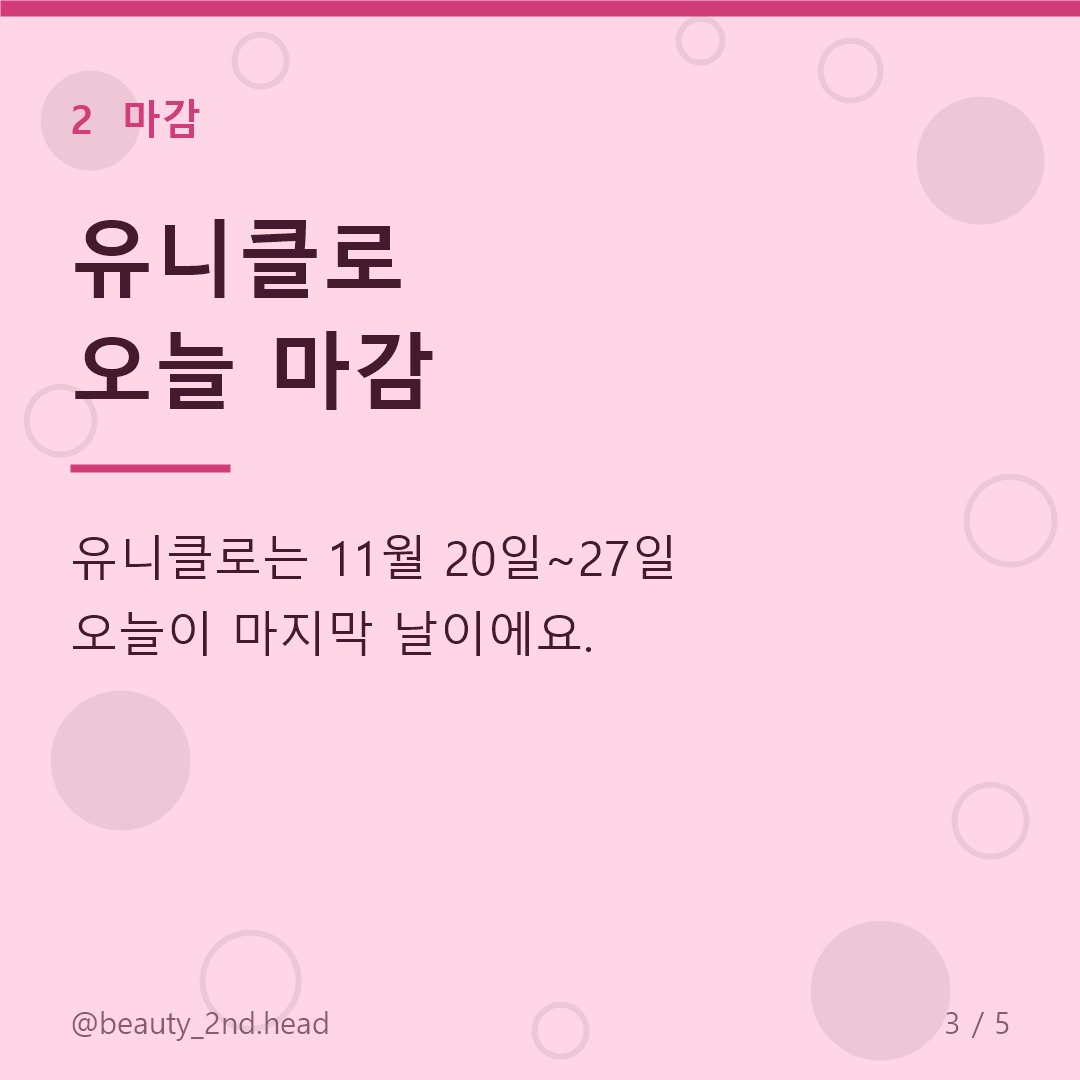 2 마감
유니클로
오늘 마감
유니클로는 11월 20일~27일
오늘이 마지막 날이에요.
@beauty_2nd.head
3 / 5